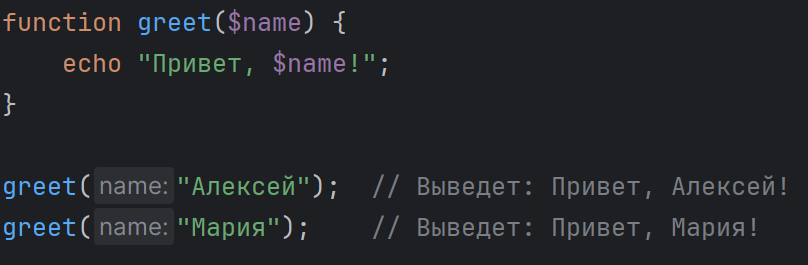 function greet($name) {
    echo "Привет, $name!";
}
greet( name: "Алексей");  // Выведет: Привет, Алексей!
greet( name: "Мария");    // Выведет: Привет, Мария!